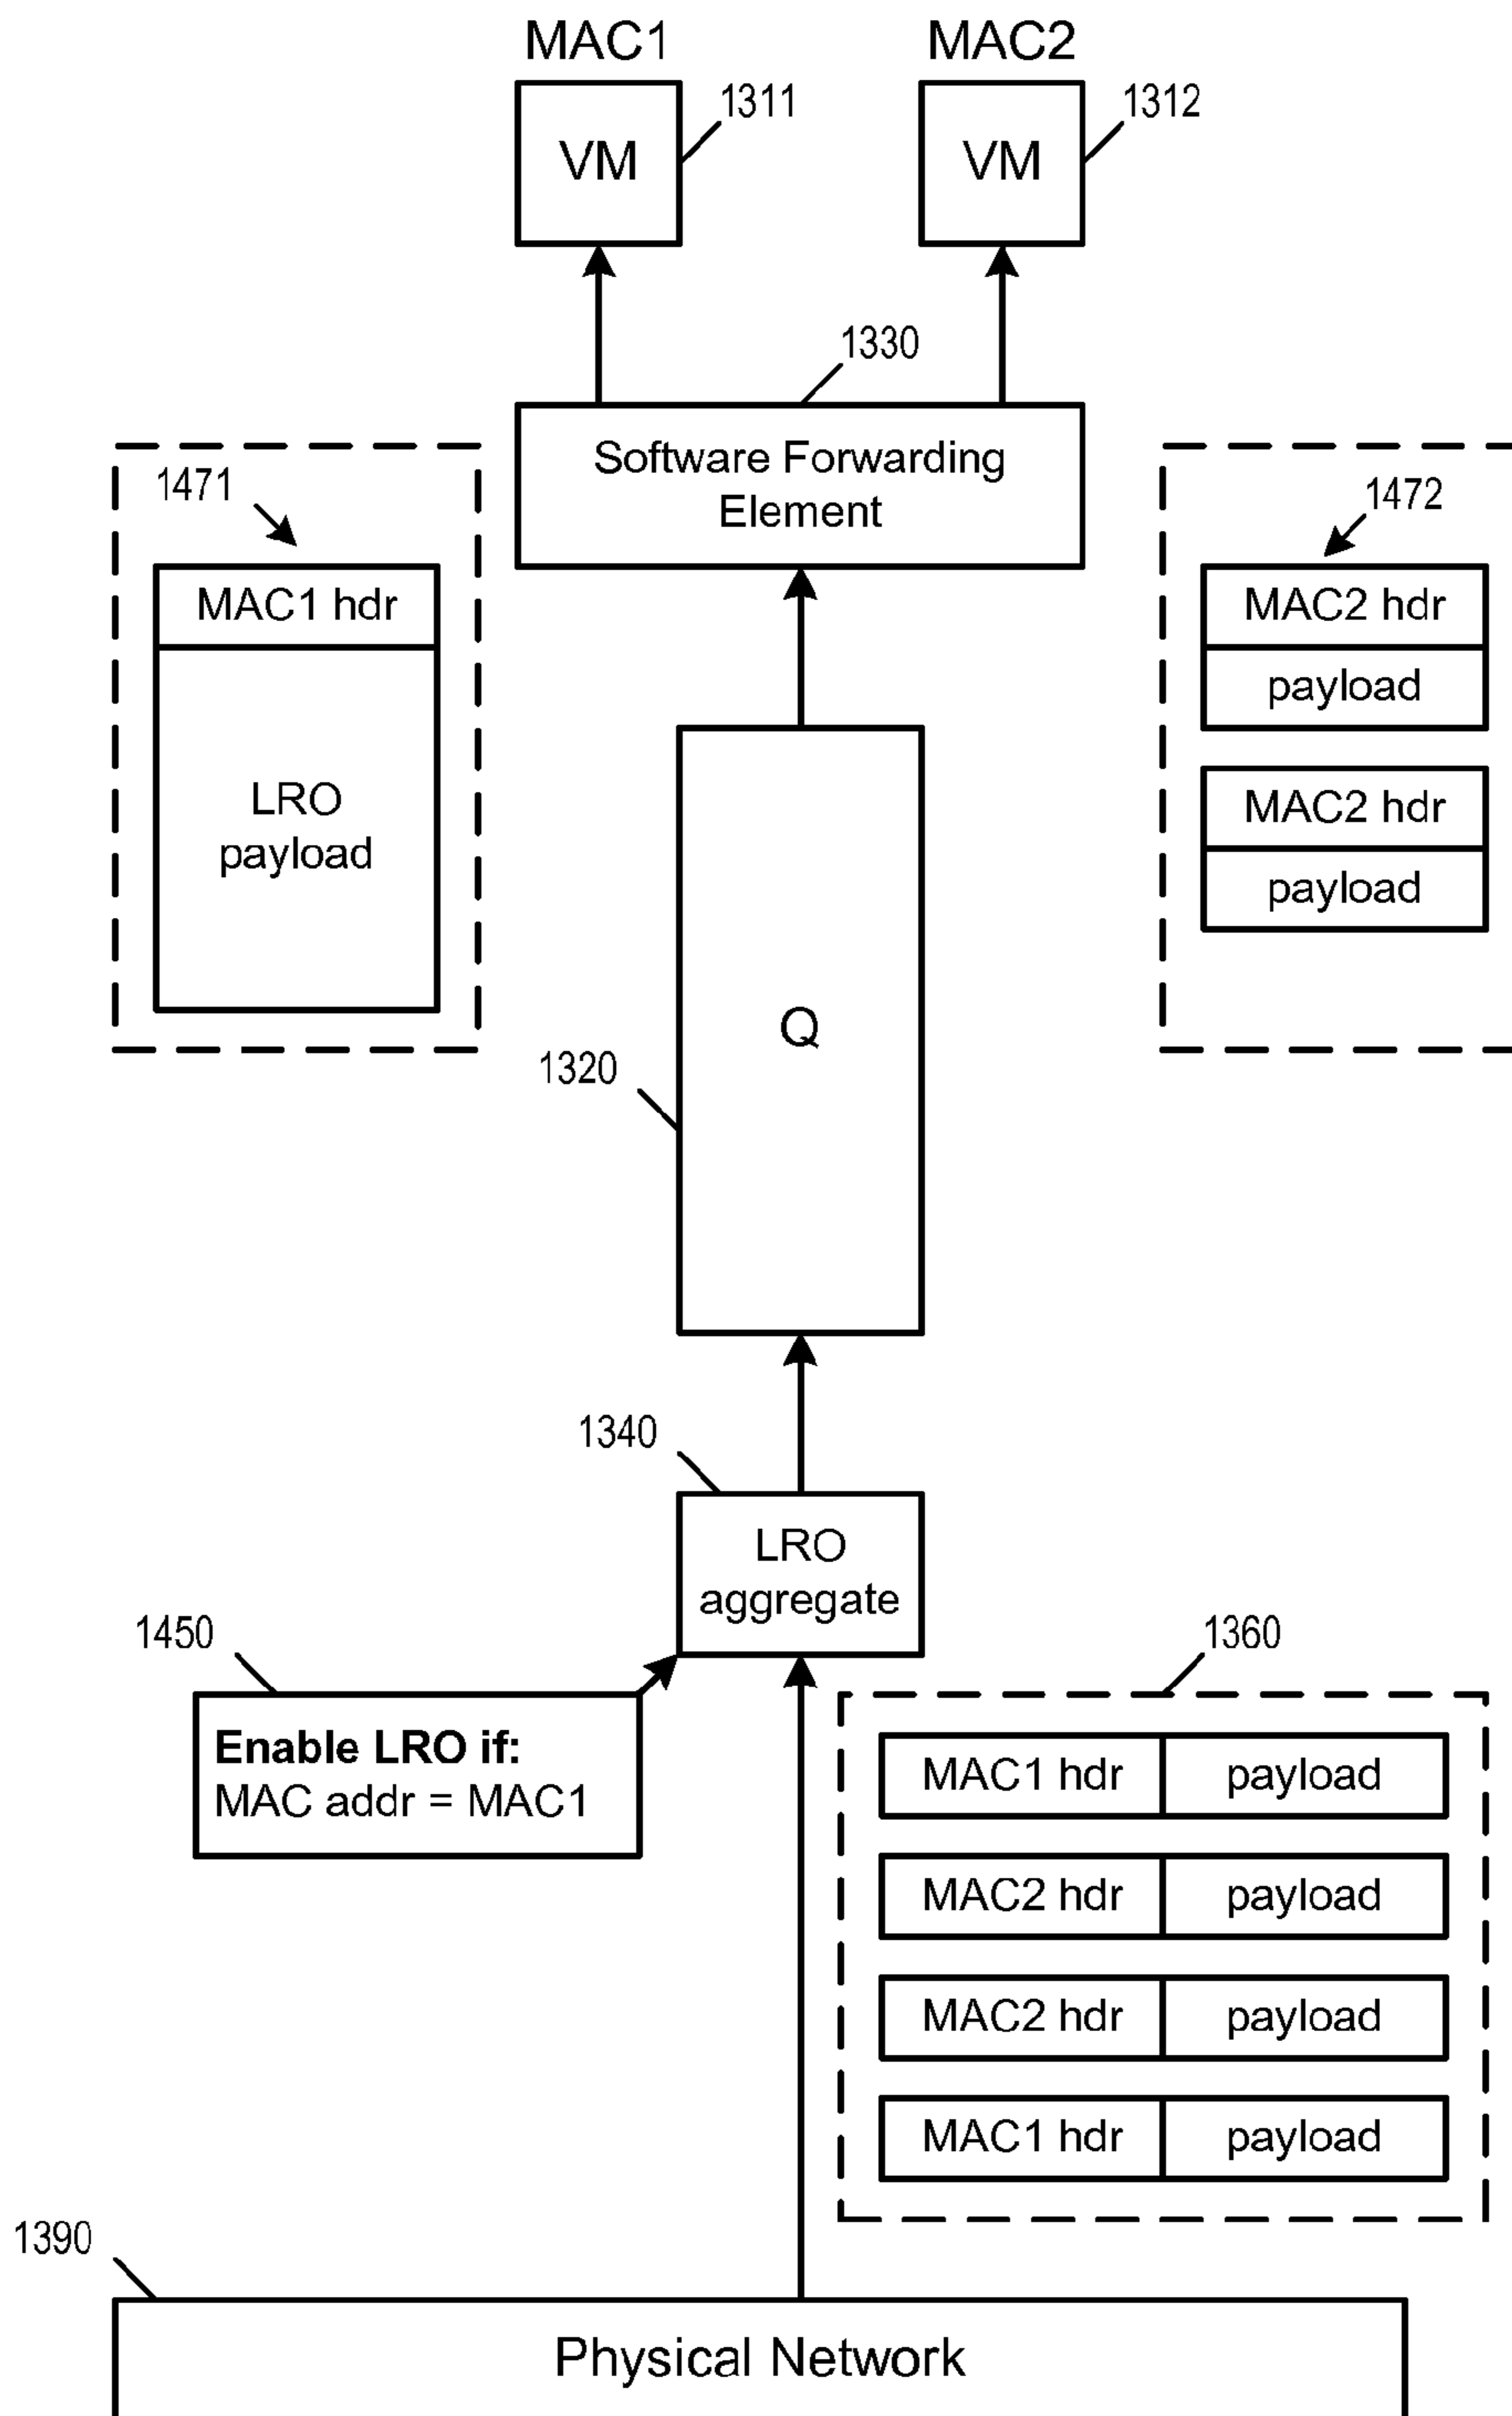 MAC1
MAC2
VM
1311
VM
1312
1330
Software Forwarding
Element
1471
MAC1 hdr
LRO
payload
1472
MAC2 hdr
payload
MAC2 hdr
payload
Q
1320
1340
LRO
aggregate
1450
Enable LRO if:
MAC addr = MAC1
1360
MAC1 hdr payload
MAC2 hdr payload
MAC2 hdr payload
MAC1 hdr payload
1390
Physical Network